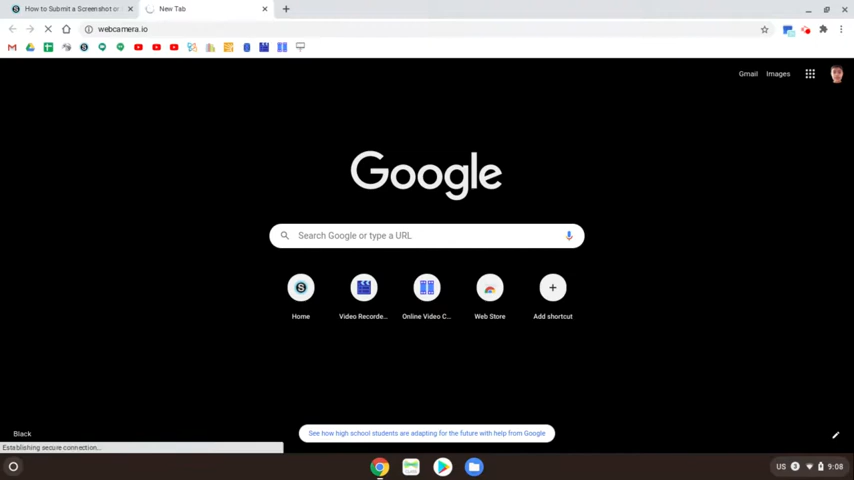 How to Submit a Screenshot or
New Tab
webcamera.io
Gmail Images
Google
Search Google or type a URL
Home Video Recorde... Online Video C... Web Store Add shortcut
See how high school students are adapting for the future with help from Google
Black
Establishing secure connection...
US 3 9:08